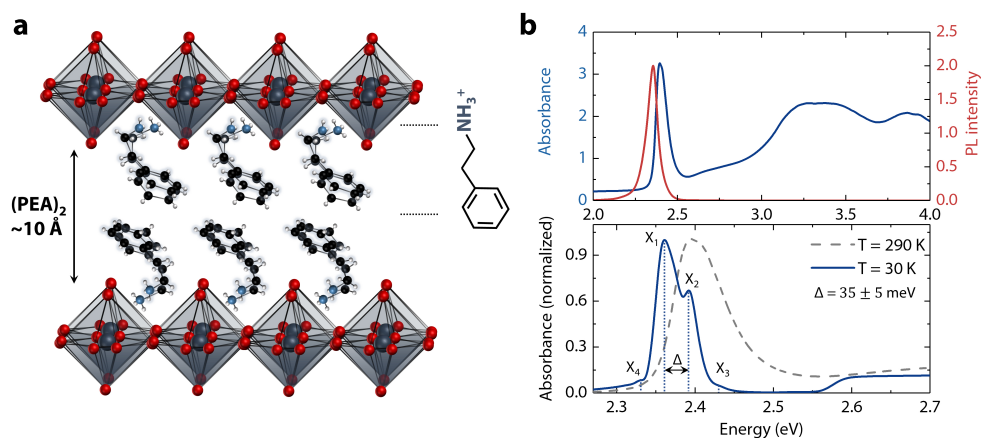 a
(PEA)2
~10 Å
NH3+
b
Absorbance
4
3
2
1
0
2.5
2.0
1.5
1.0
0.5
0.0
PL intensity
2.0 2.5 3.0 3.5 4.0
Absorbance (normalized)
0.9
0.6
0.3
0.0
X1
X2
X3
X4
Δ
T = 290 K
T = 30 K
Δ = 35 ± 5 meV
2.3 2.4 2.5 2.6 2.7
Energy (eV)